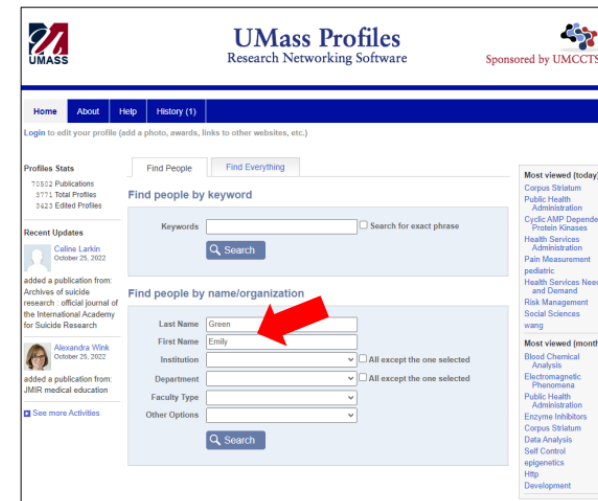 UMASS
UMass Profiles
Research Networking Software
Sponsored by UMCCTS
Home About Help History (1)
Login to edit your profile (add a photo, awards, links to other websites, etc.)
Profiles Stats
70802 Publications
3771 Total Profiles
3423 Edited Profiles
Recent Updates
Celine Larkin
October 25, 2022
added a publication from:
Archives of suicide
research : official journal of
the International Academy
for Suicide Research
Alexandra Wink
October 25, 2022
added a publication from:
JMIR medical education
See more Activities
Find People Find Everything
Find people by keyword
Keywords Search for exact phrase
Search
Find people by name/organization
Last Name Green
First Name Emily
Institution All except the one selected
Department All except the one selected
Faculty Type
Other Options
Search
Most viewed (today)
Corpus Striatum
Public Health
Administration
Cyclic AMP Depende
Protein Kinases
Health Services
Administration
Pain Measurement
pediatric
Health Services Need
and Demand
Risk Management
Social Sciences
wang
Most viewed (month
Blood Chemical
Analysis
Electromagnetic
Phenomena
Public Health
Administration
Enzyme Inhibitors
Corpus Striatum
Data Analysis
Self Control
epigenetics
Http
Development